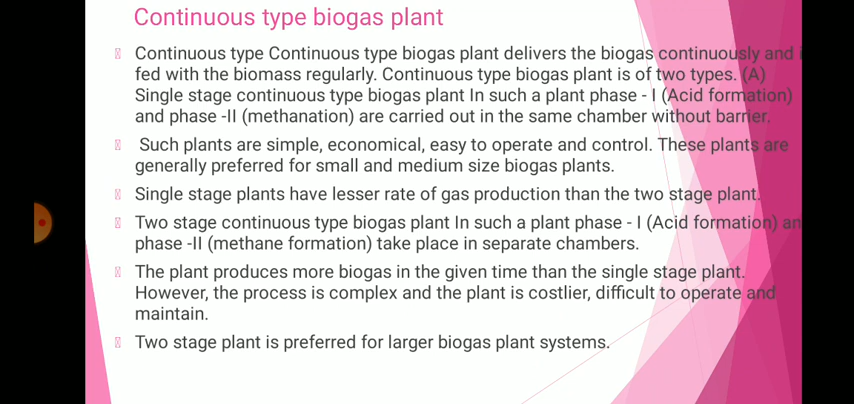 Continuous type biogas plant
Continuous type Continuous type biogas plant delivers the biogas continuously and i
fed with the biomass regularly. Continuous type biogas plant is of two types. (A)
Single stage continuous type biogas plant In such a plant phase - I (Acid formation)
and phase -II (methanation) are carried out in the same chamber without barrier.
Such plants are simple, economical, easy to operate and control. These plants are
generally preferred for small and medium size biogas plants.
Single stage plants have lesser rate of gas production than the two stage plant.
Two stage continuous type biogas plant In such a plant phase - I (Acid formation) an
phase -II (methane formation) take place in separate chambers.
The plant produces more biogas in the given time than the single stage plant.
However, the process is complex and the plant is costlier, difficult to operate and
maintain.
Two stage plant is preferred for larger biogas plant systems.